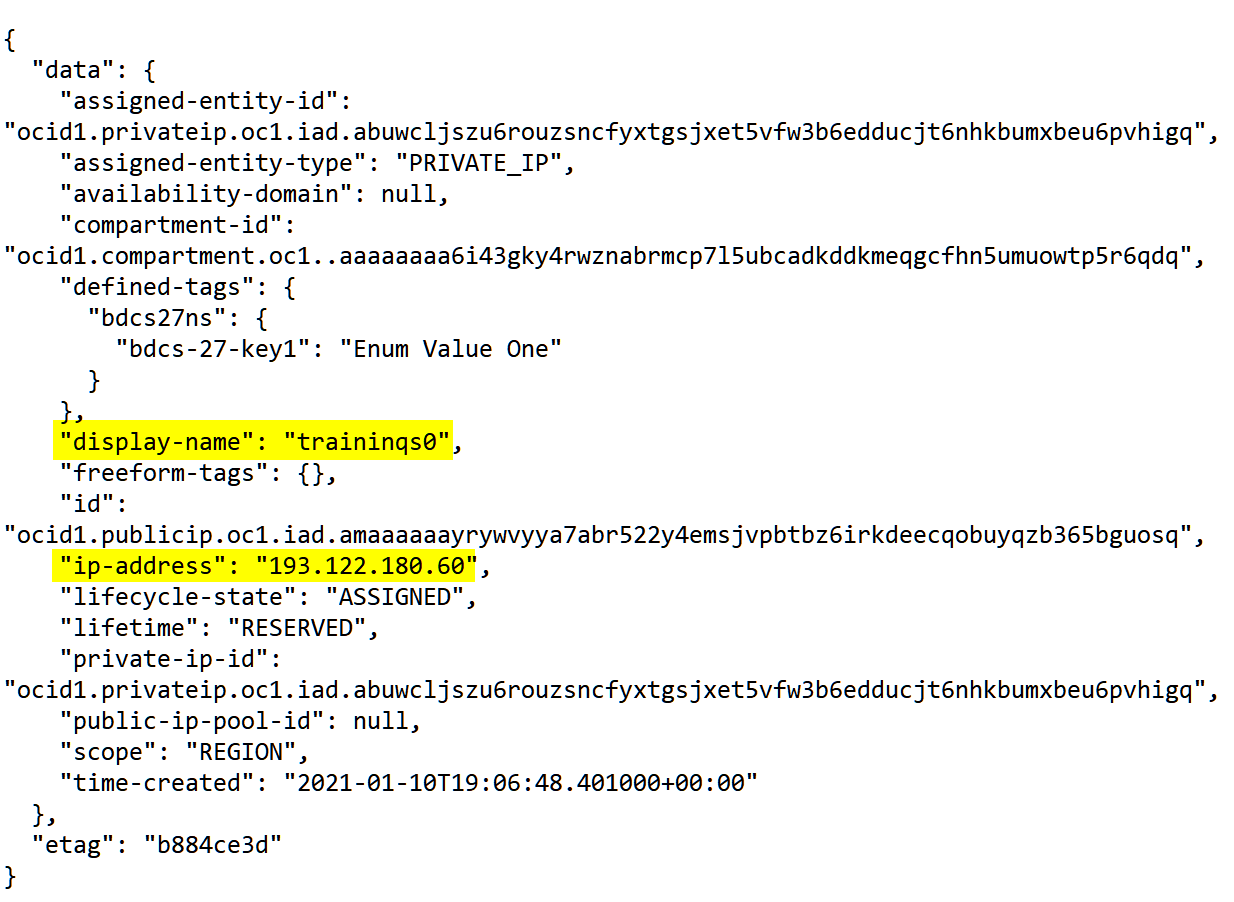 {
  "data": {
    "assigned-entity-id":
"ocid1.privateip.oc1.iad.abuwcljszu6rouzsncfyxtgsjxet5vfw3b6edducjt6nhkbumxbeu6pvhigq",
    "assigned-entity-type": "PRIVATE_IP",
    "availability-domain": null,
    "compartment-id":
"ocid1.compartment.oc1..aaaaaaaa6i43gky4rwznabrmcp7l5ubcadkddkmeqgcfhn5umuowtp5r6qdq",
    "defined-tags": {
      "bdcs27ns": {
        "bdcs-27-key1": "Enum Value One"
      }
    },
    "display-name": "traininqs0",
    "freeform-tags": {},
    "id":
"ocid1.publicip.oc1.iad.amaaaaaayrywvyya7abr522y4emsjvpbtbz6irkdeecqobuyqzb365bguosq",
    "ip-address": "193.122.180.60",
    "lifecycle-state": "ASSIGNED",
    "lifetime": "RESERVED",
    "private-ip-id":
"ocid1.privateip.oc1.iad.abuwcljszu6rouzsncfyxtgsjxet5vfw3b6edducjt6nhkbumxbeu6pvhigq",
    "public-ip-pool-id": null,
    "scope": "REGION",
    "time-created": "2021-01-10T19:06:48.401000+00:00"
  },
  "etag": "b884ce3d"
}